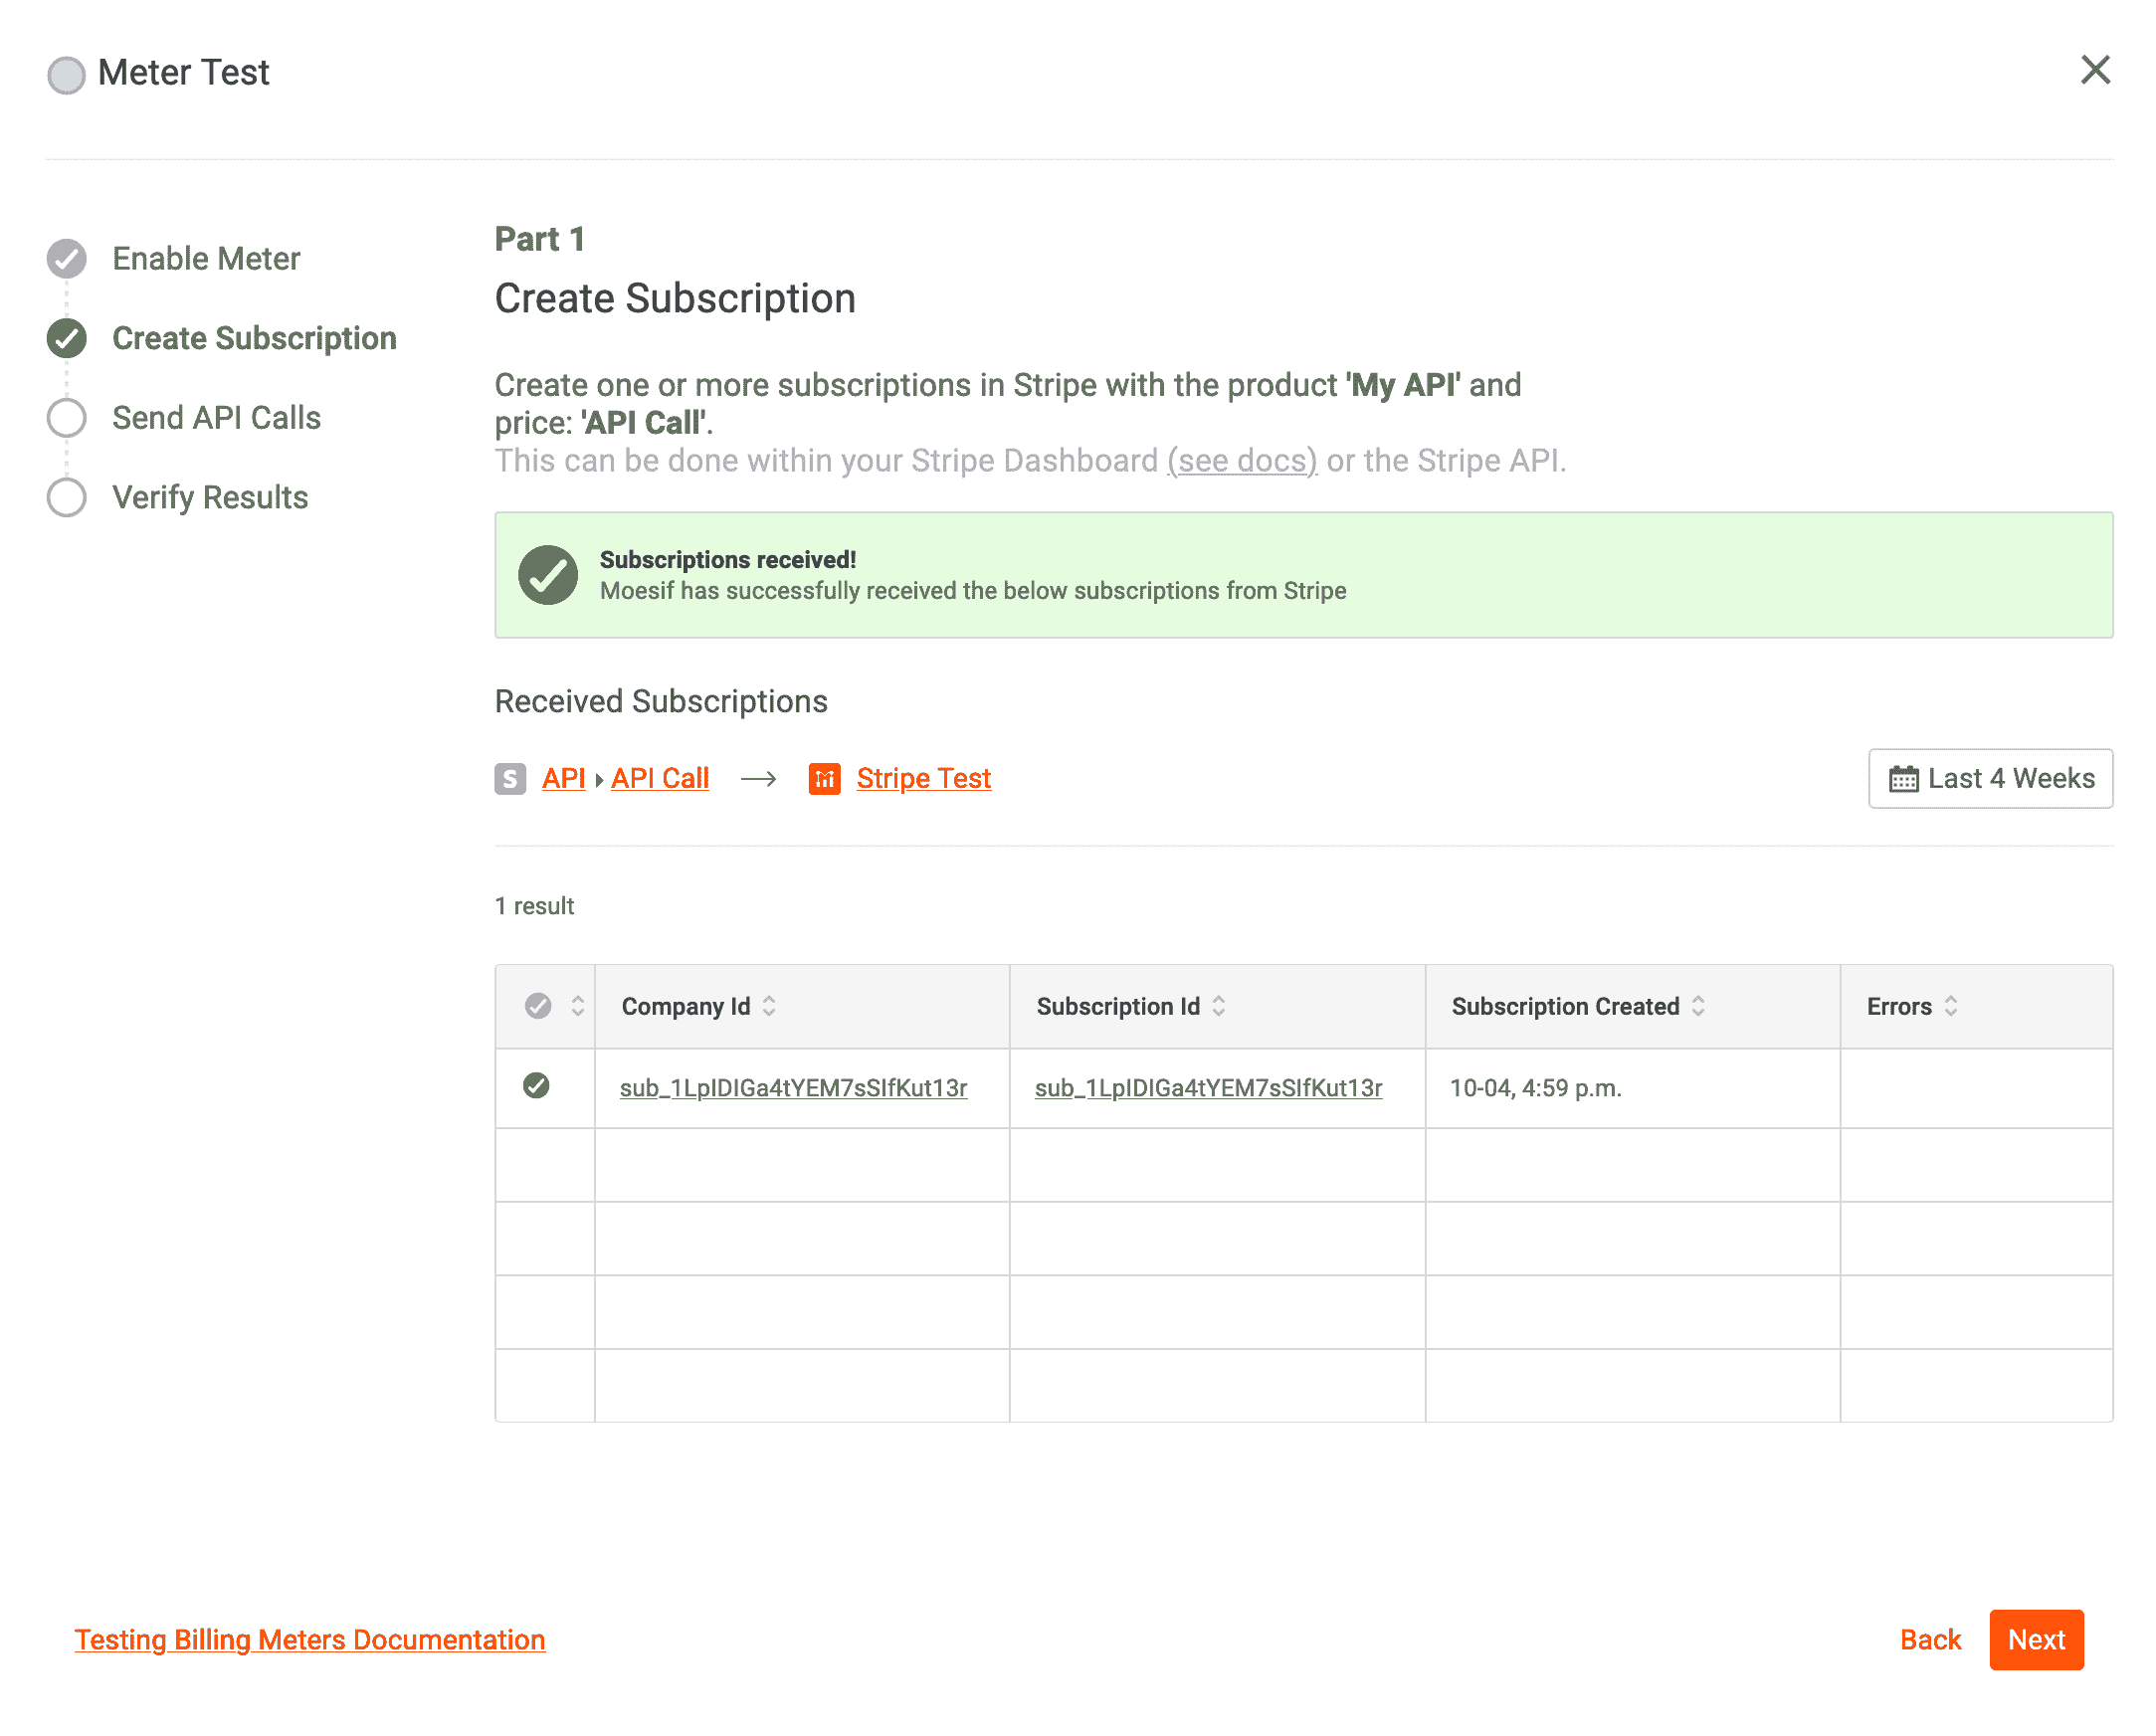 Meter Test
Enable Meter
Create Subscription
Send API Calls
Verify Results
Part 1
Create Subscription
Create one or more subscriptions in Stripe with the product 'My API' and
price: 'API Call'.
This can be done within your Stripe Dashboard (see docs) or the Stripe API.
Subscriptions received!
Moesif has successfully received the below subscriptions from Stripe
Received Subscriptions
S API API Call Stripe Test
Last 4 Weeks
1 result
Company Id Subscription Id Subscription Created Errors
sub_1LpIDIGa4tYEM7sSIfKut13r sub_1LpIDIGa4tYEM7sSIfKut13r 10-04, 4:59 p.m.
Testing Billing Meters Documentation
Back Next